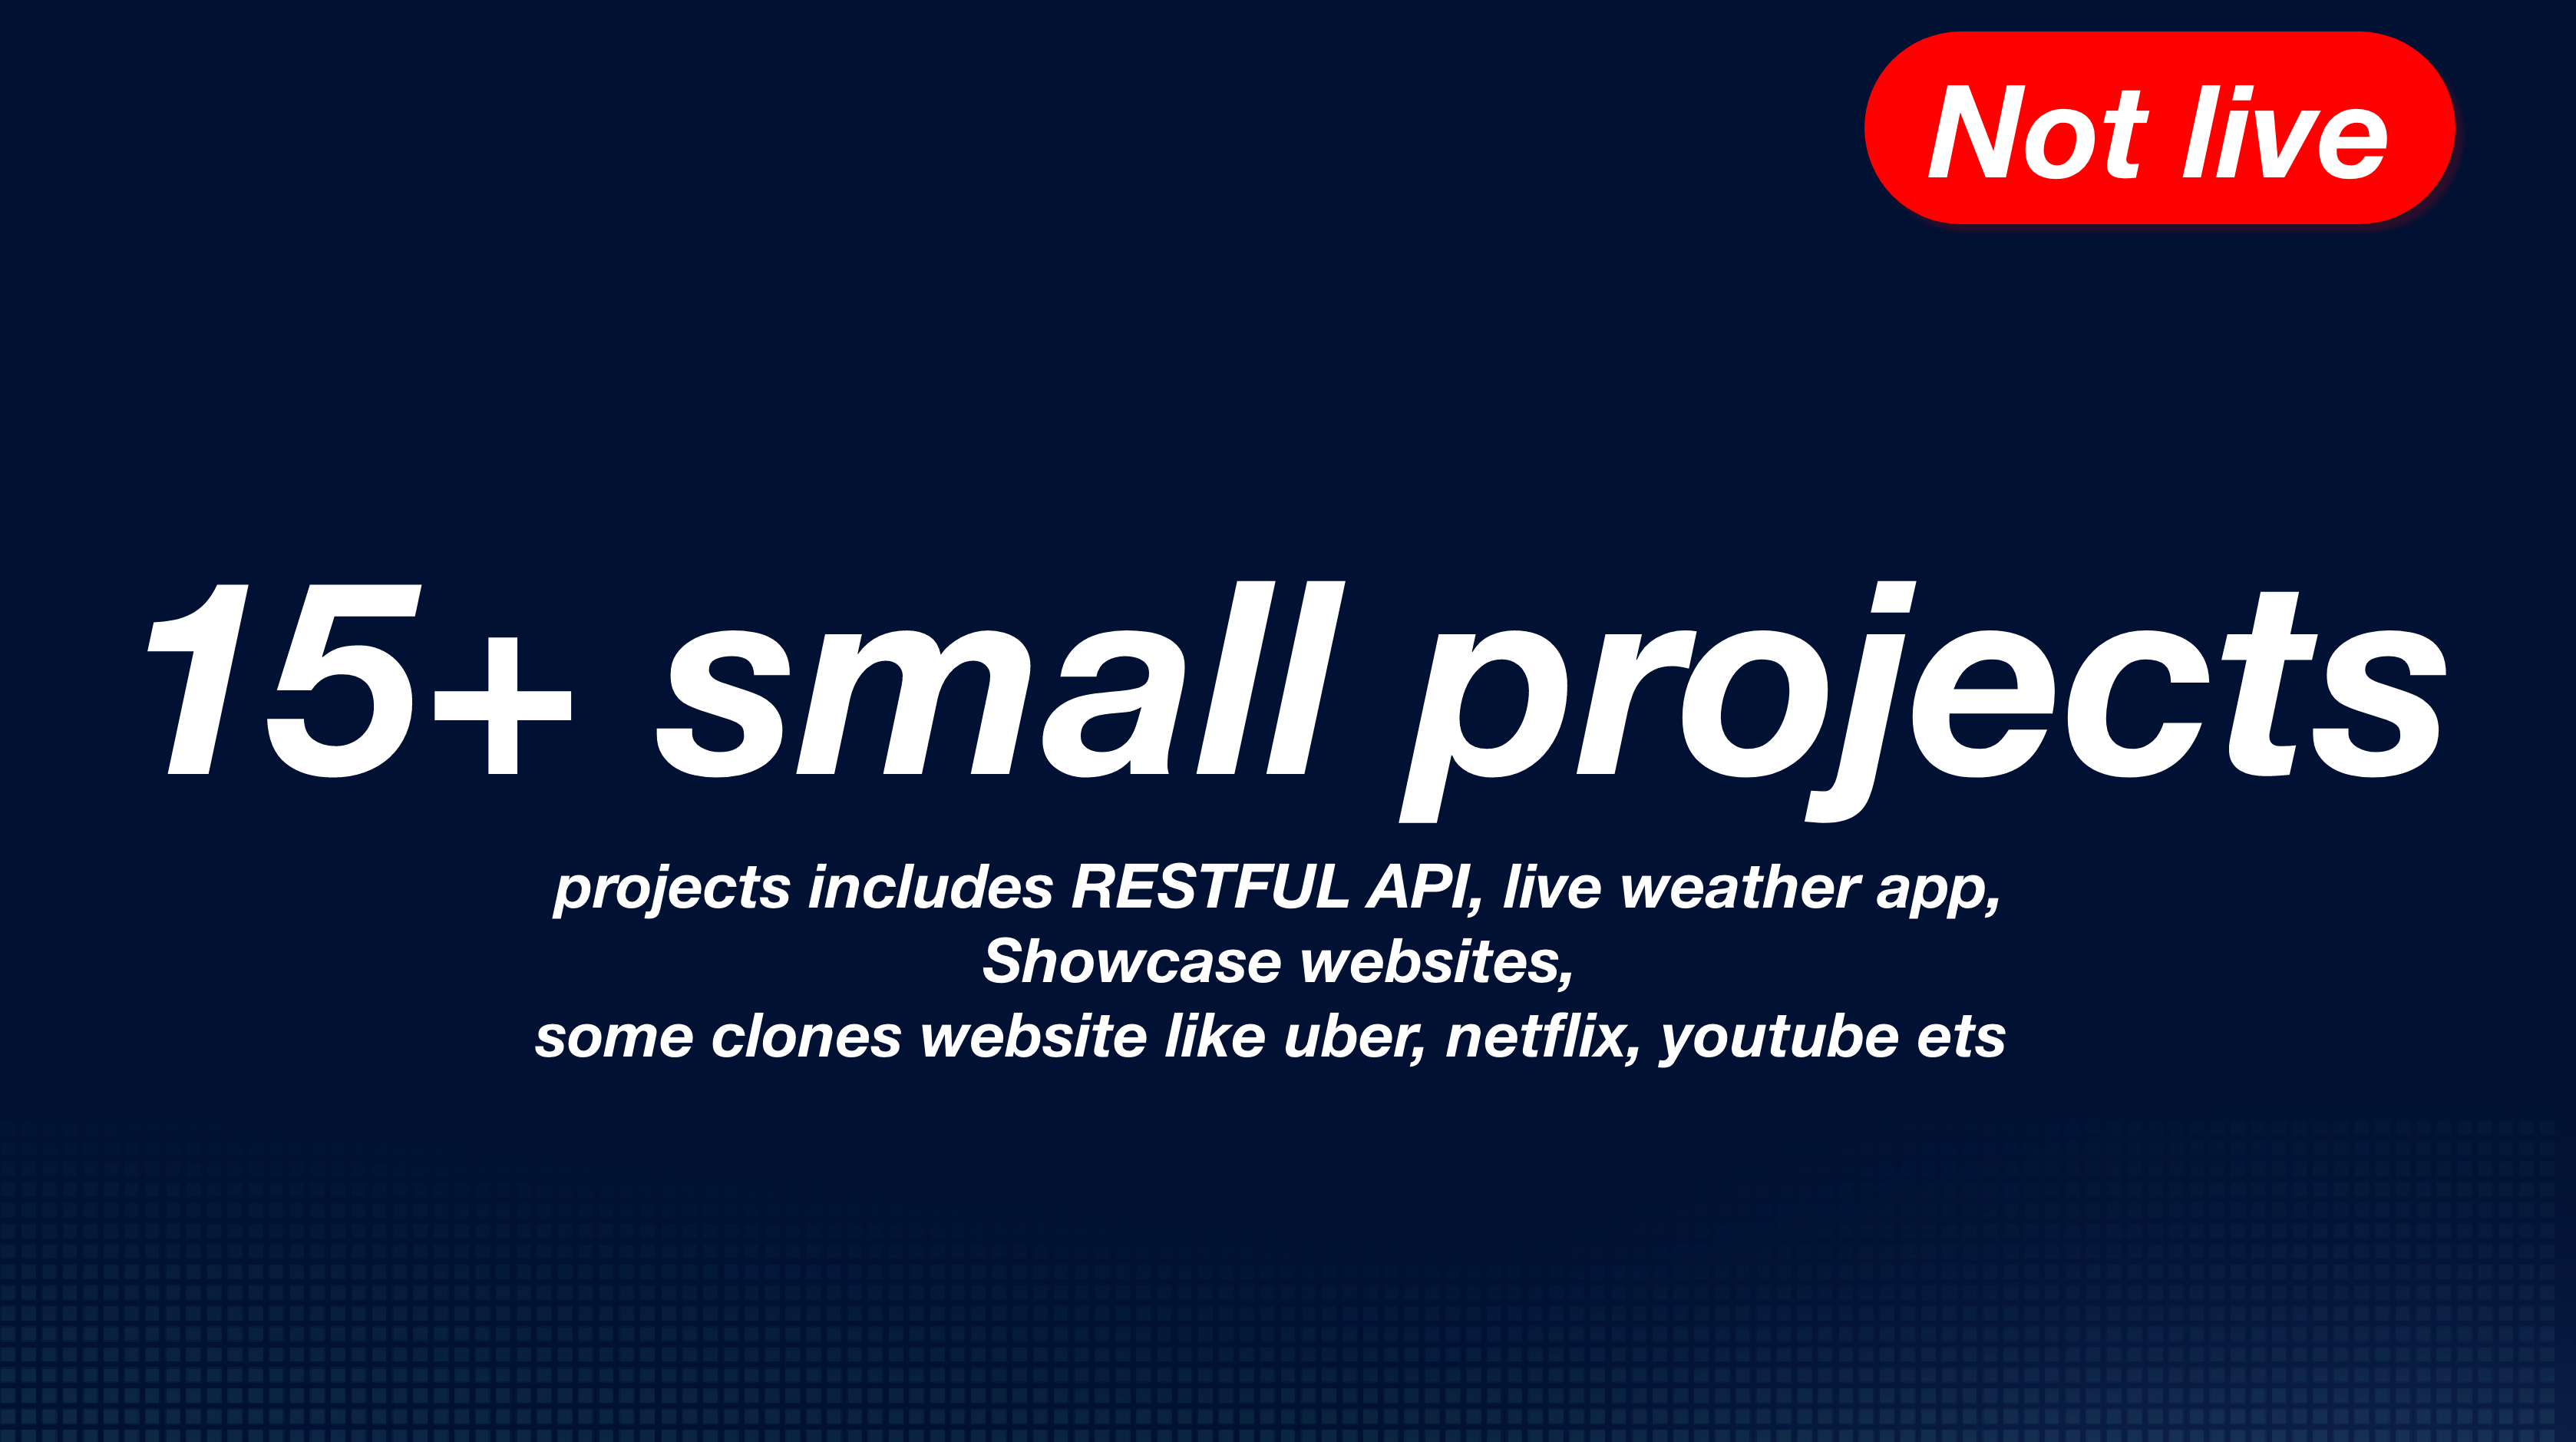 Not live
15+ small projects
projects includes RESTFUL API, live weather app,
Showcase websites,
some clones website like uber, netflix, youtube ets